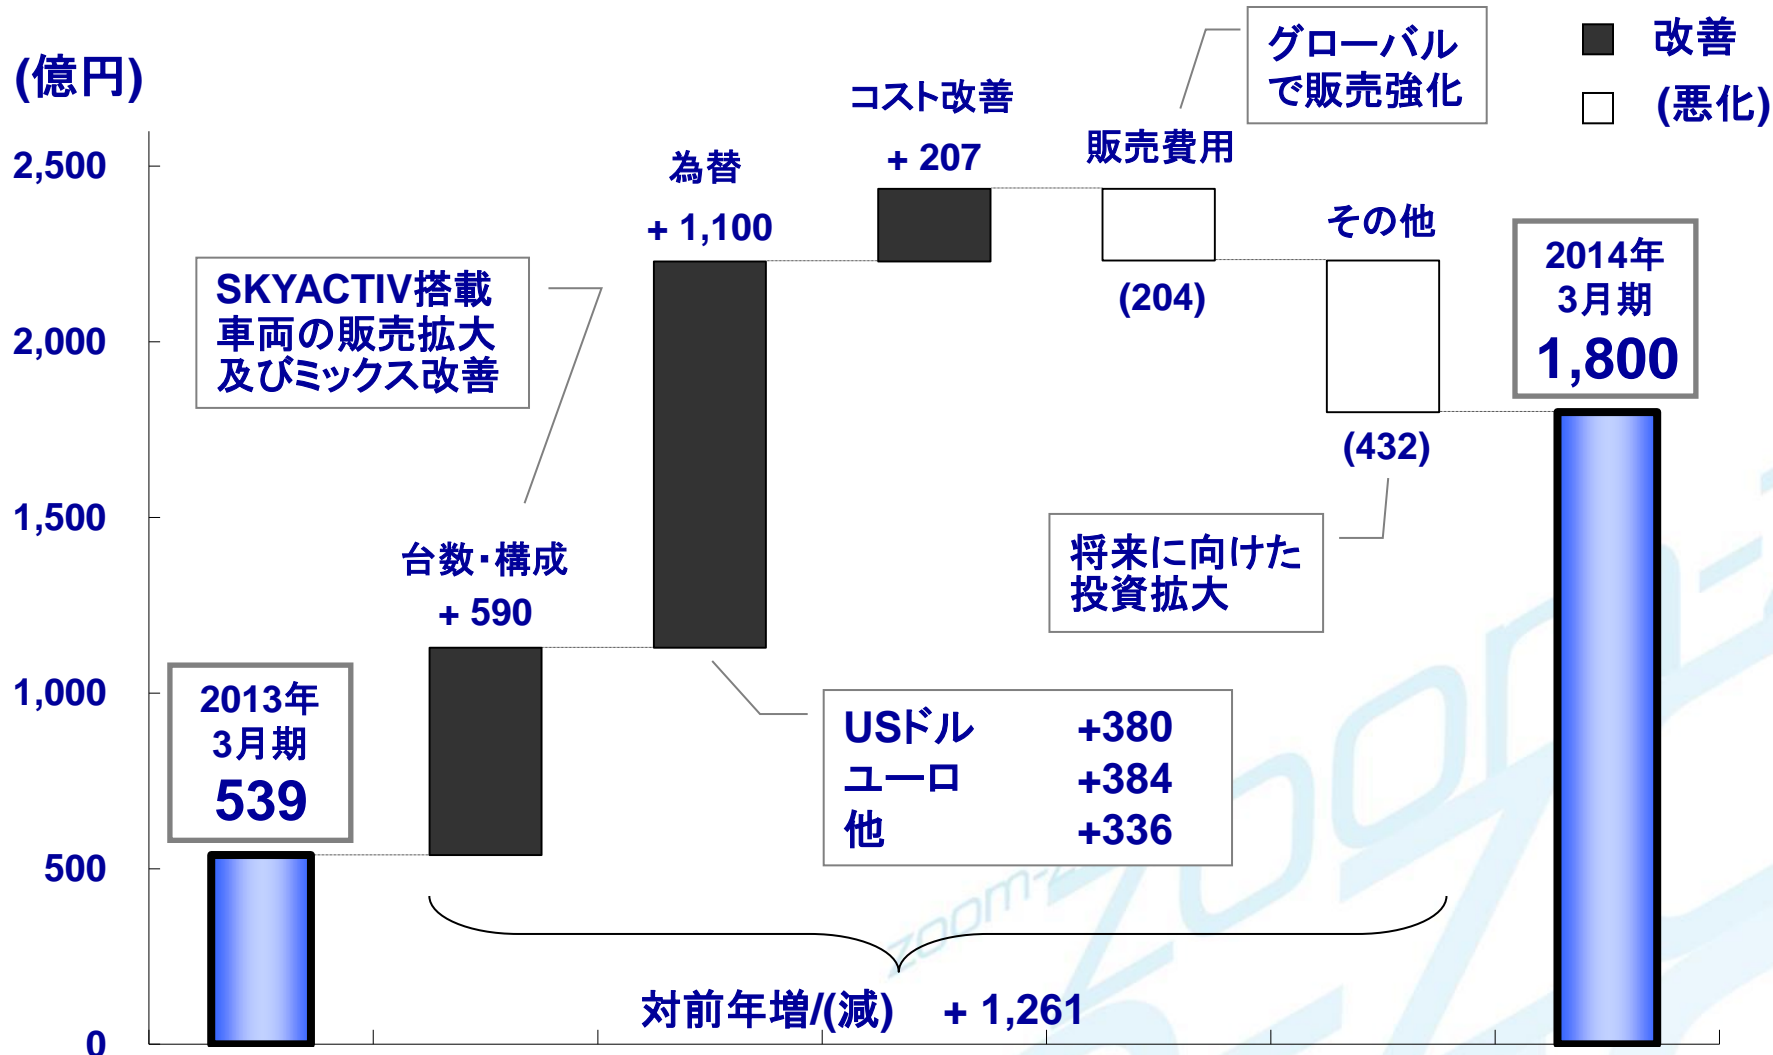 (億円)
改善
(悪化)
2,500
2,000
1,500
1,000
500
0
2013年
3月期
539
台数・構成
+ 590
SKYACTIV搭載
車両の販売拡大
及びミックス改善
為替
+ 1,100
USドル +380
ユーロ +384
他 +336
コスト改善
+ 207
販売費用
(204)
グローバル
で販売強化
その他
(432)
将来に向けた
投資拡大
2014年
3月期
1,800
対前年増/(減) + 1,261
zoom-z
zoom-z